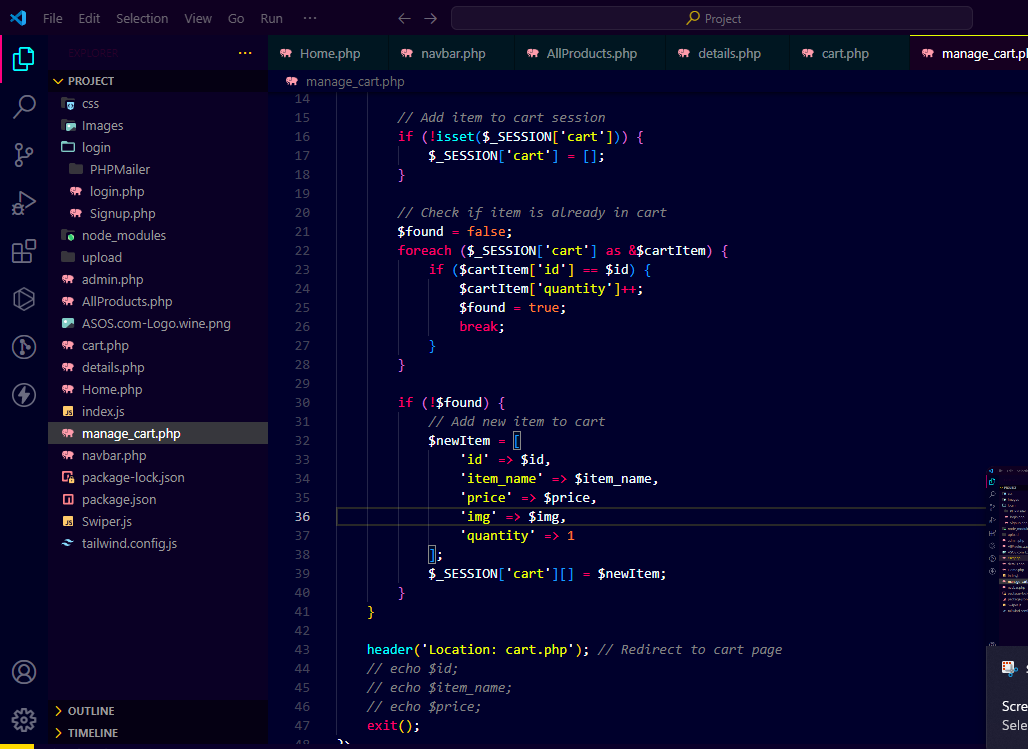 File Edit Selection View Go Run ··· ← → Project
EXPLORER ···
Home.php navbar.php AllProducts.php details.php cart.php manage_cart.ph
PROJECT
css
Images
login
PHPMailer
login.php
Signup.php
node_modules
upload
admin.php
AllProducts.php
ASOS.com-Logo.wine.png
cart.php
details.php
Home.php
index.js
manage_cart.php
navbar.php
package-lock.json
package.json
Swiper.js
tailwind.config.js
OUTLINE
TIMELINE
manage_cart.php
14
15 // Add item to cart session
16 if (!isset($_SESSION['cart'])) {
17 $_SESSION['cart'] = [];
18 }
19
20 // Check if item is already in cart
21 $found = false;
22 foreach ($_SESSION['cart'] as &$cartItem) {
23 if ($cartItem['id'] == $id) {
24 $cartItem['quantity']++;
25 $found = true;
26 break;
27 }
28 }
29
30 if (!$found) {
31 // Add new item to cart
32 $newItem = [
33 'id' => $id,
34 'item_name' => $item_name,
35 'price' => $price,
36 'img' => $img,
37 'quantity' => 1
38 ];
39 $_SESSION['cart'][] = $newItem;
40 }
41 }
42
43 header('Location: cart.php'); // Redirect to cart page
44 // echo $id;
45 // echo $item_name;
46 // echo $price;
47 exit();
48
Scre
Sele